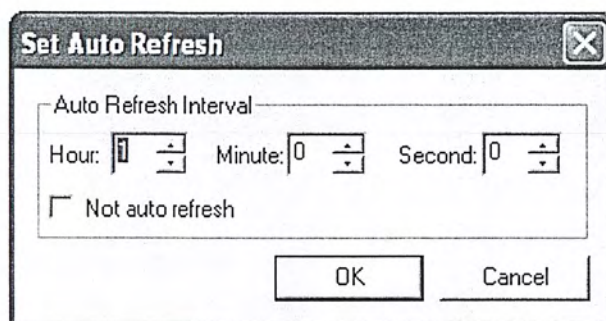 Set Auto Refresh
Auto Refresh Interval
Hour: 1 Minute: 0 Second: 0
Not auto refresh
OK Cancel